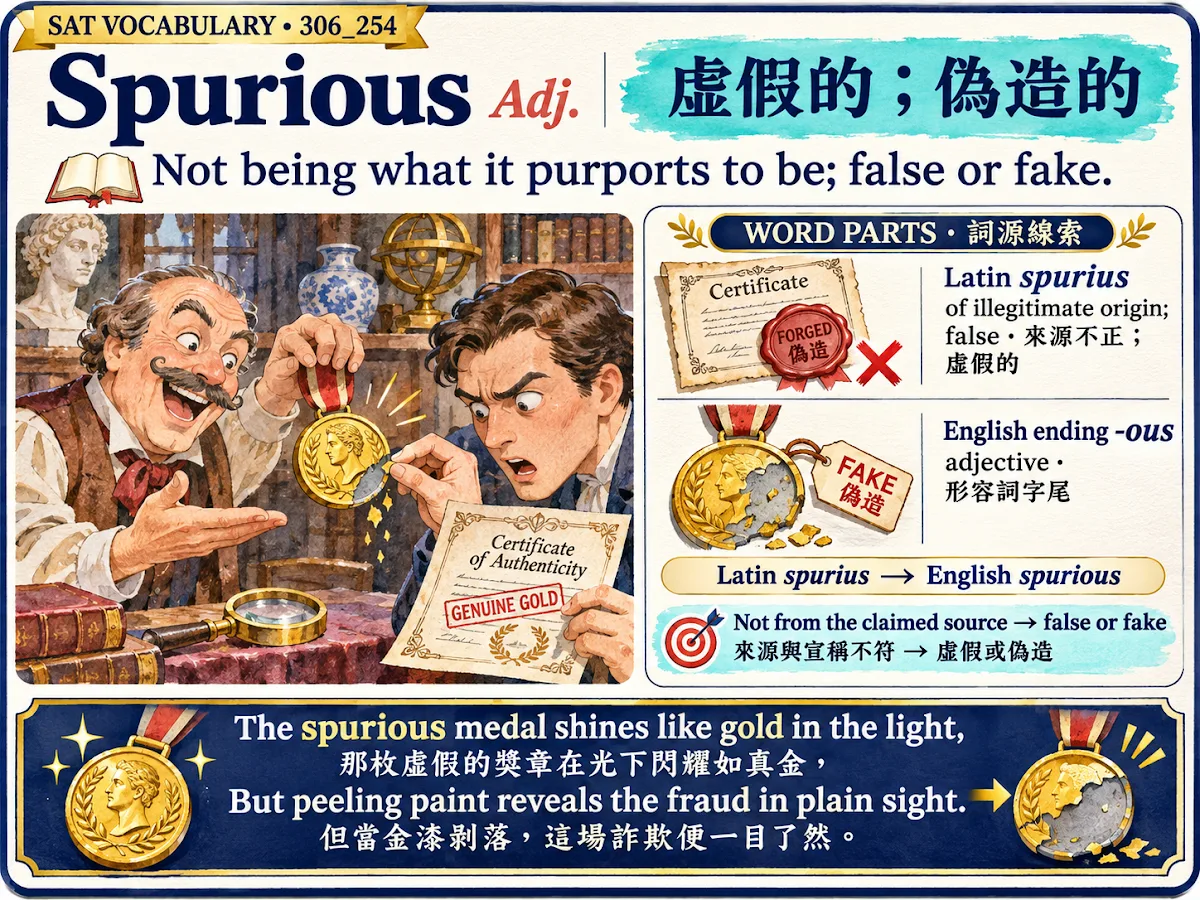 SAT VOCABULARY • 306_254
Spurious Adj.
虛假的；偽造的
Not being what it purports to be; false or fake.
Certificate
of Authenticity
GENUINE GOLD
WORD PARTS・詞源線索
Certificate
FORGED
偽造
Latin spurius
of illegitimate origin;
false・來源不正；
虛假的
FAKE
偽造
English ending -ous
adjective・
形容詞字尾
Latin spurius → English spurious
Not from the claimed source → false or fake
來源與宣稱不符 → 虛假或偽造
The spurious medal shines like gold in the light,
那枚虛假的獎章在光下閃耀如真金，
But peeling paint reveals the fraud in plain sight.
但當金漆剝落，這場詐欺便一目了然。